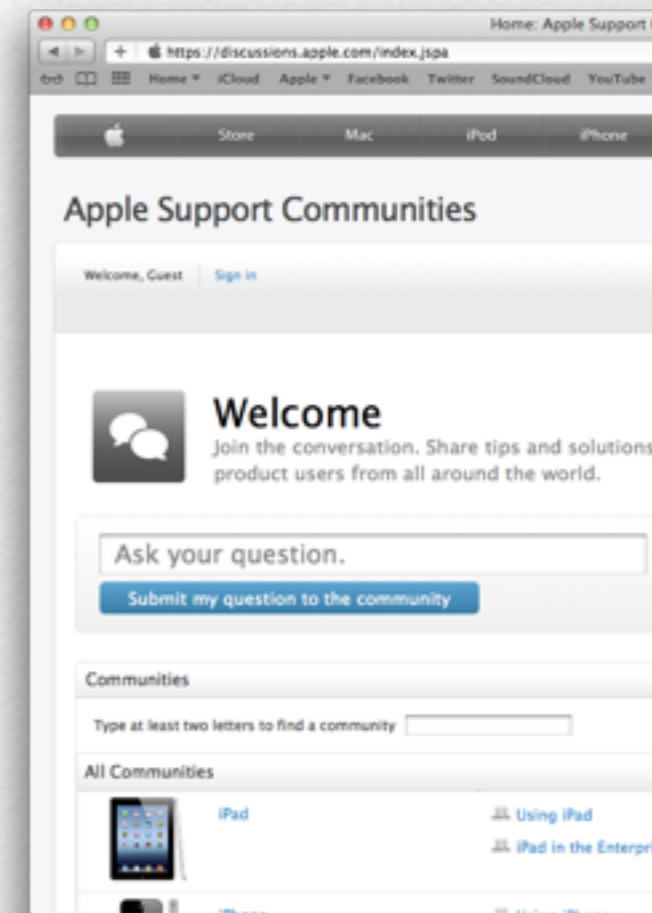 Home: Apple Support
https://discussions.apple.com/index.jspa
Home iCloud Apple Facebook Twitter SoundCloud YouTube
Store Mac iPod iPhone
Apple Support Communities
Welcome, Guest Sign in
Welcome
Join the conversation. Share tips and solutions
product users from all around the world.
Ask your question.
Submit my question to the community
Communities
Type at least two letters to find a community
All Communities
iPad Using iPad
iPad in the Enterpri
iPhone Using iPhone